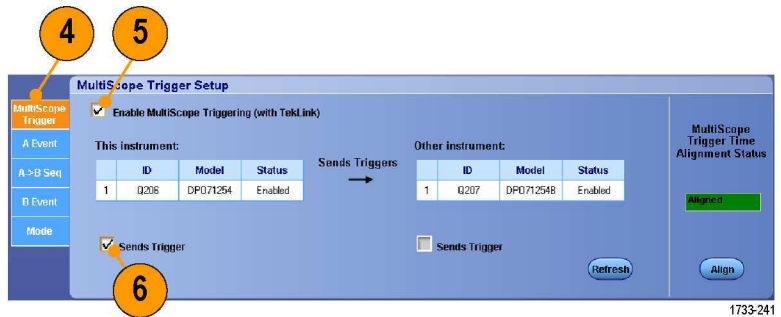 4
5
MultiScope Trigger Setup
MultiScope
Trigger
Enable MultiScope Triggering (with TekLink)
MultiScope
Trigger Time
Alignment Status
A Event
This instrument:
Sends Triggers
Other instrument:
ID Model Status
ID Model Status
A->B Seq
1 Q206 DPO71254 Enabled
1 Q207 DPO71254B Enabled
B Event
Aligned
Mode
Sends Trigger
Sends Trigger
Refresh
Align
6
1733-241